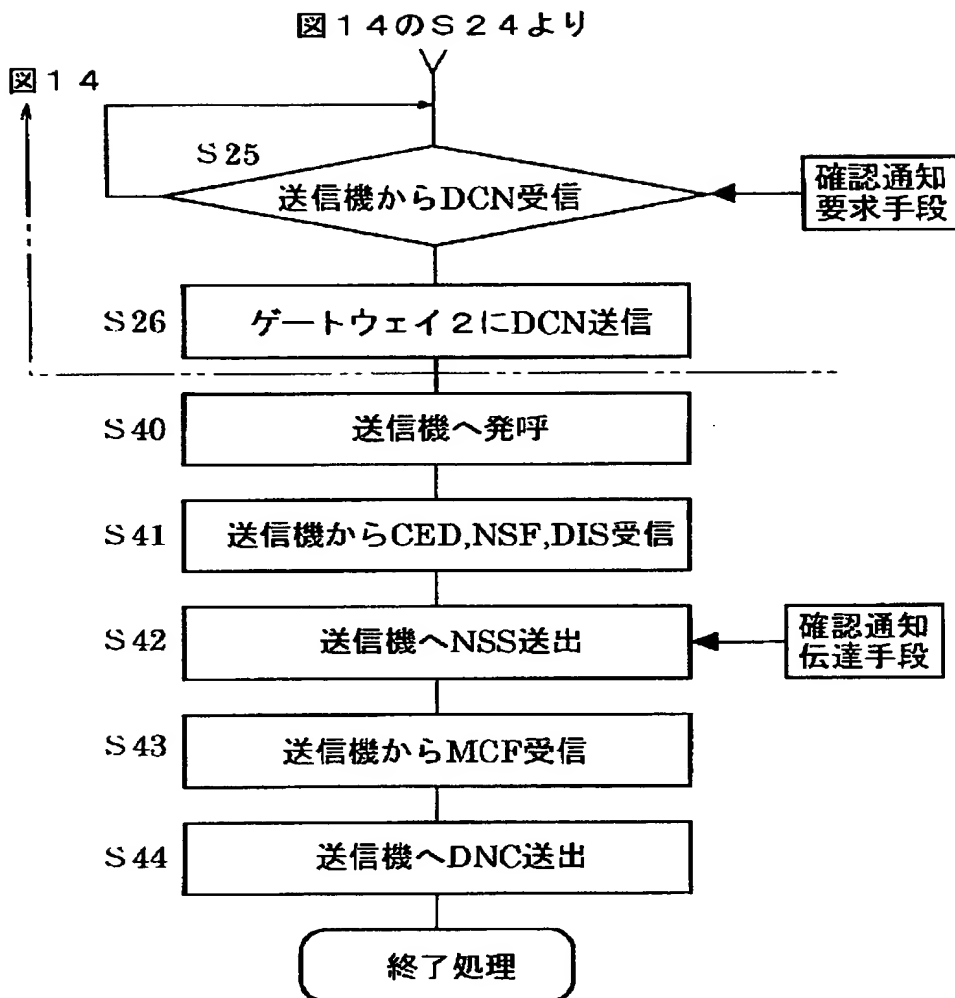 図14のS24より
図14
S25
送信機からDCN受信
確認通知
要求手段
S26
ゲートウェイ2にDCN送信
S40
送信機へ発呼
S41
送信機からCED,NSF,DIS受信
S42
送信機へNSS送出
確認通知
伝達手段
S43
送信機からMCF受信
S44
送信機へDNC送出
終了処理